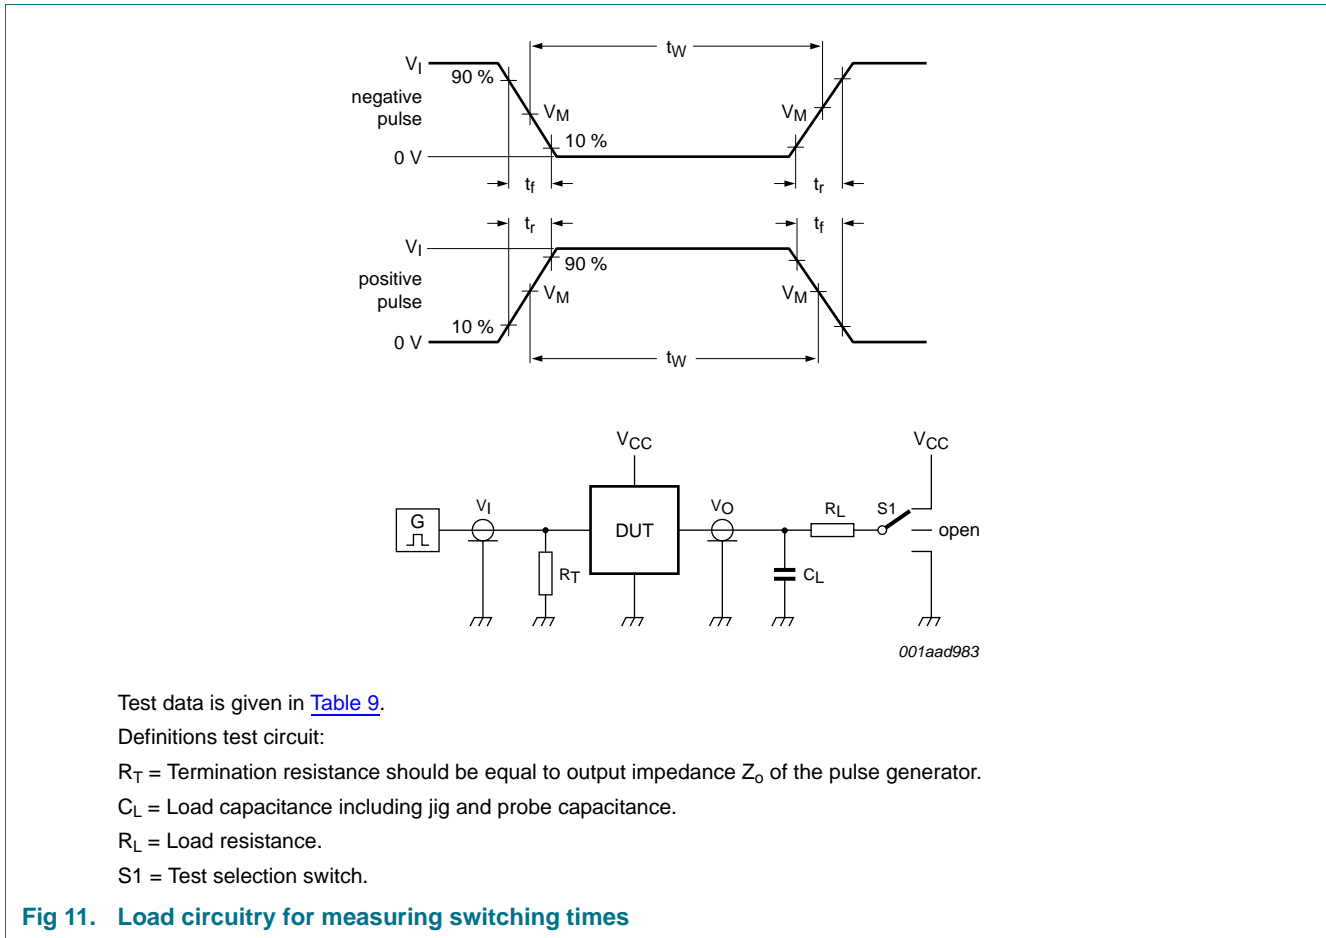 tW
VI
90 %
negative
pulse
VM
VM
10 %
0 V
tf
tr
tr
tf
VI
90 %
positive
pulse
VM
VM
10 %
0 V
tW
VCC
VCC
G
VI
DUT
VO
RL
S1
open
RT
CL
001aad983
Test data is given in Table 9.
Definitions test circuit:
RT = Termination resistance should be equal to output impedance Zo of the pulse generator.
CL = Load capacitance including jig and probe capacitance.
RL = Load resistance.
S1 = Test selection switch.
Fig 11. Load circuitry for measuring switching times